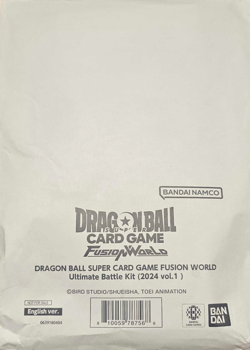 BANDAI NAMCO
DRAGON BALL
SUPER
CARD GAME
FUSION WORLD
DRAGON BALL SUPER CARD GAME FUSION WORLD
Ultimate Battle Kit (2024 vol.1)
©BIRD STUDIO/SHUEISHA, TOEI ANIMATION
English ver.
BANDAI